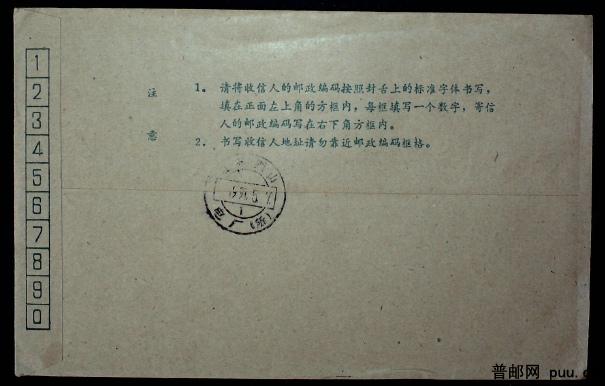 1
2
3
4
5
6
7
8
9
0
注意
1。 请将收信人的邮政编码按照封舌上的标准字体书写，
填在正面左上角的方框内，每框填写一个数字，寄信
人的邮政编码写在右下角方框内。
2。 书写收信人地址请勿靠近邮政编码框格。
电厂(所)
普邮网 puu.